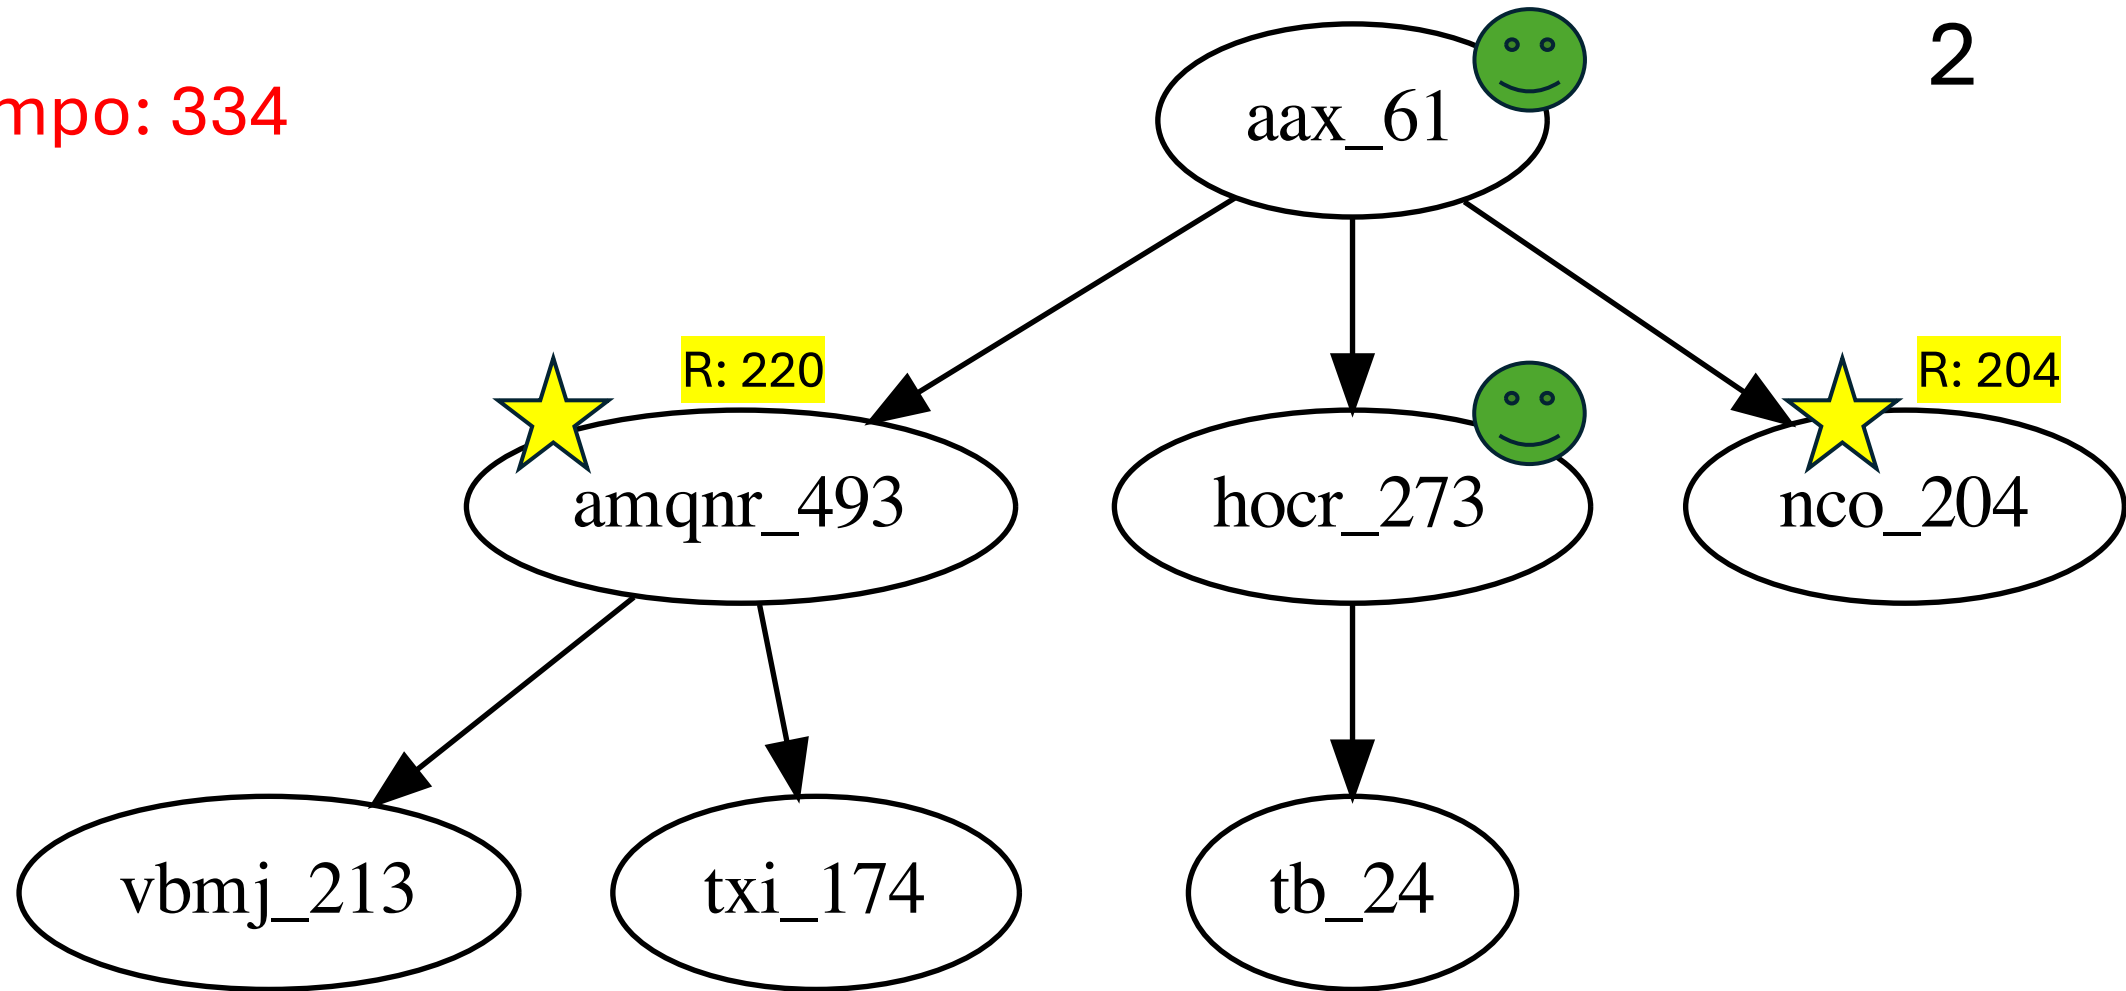 2
mpo: 334
aax_61
R: 220
R: 204
amqnr_493
hocr_273
nco_204
vbmj_213
txi_174
tb_24